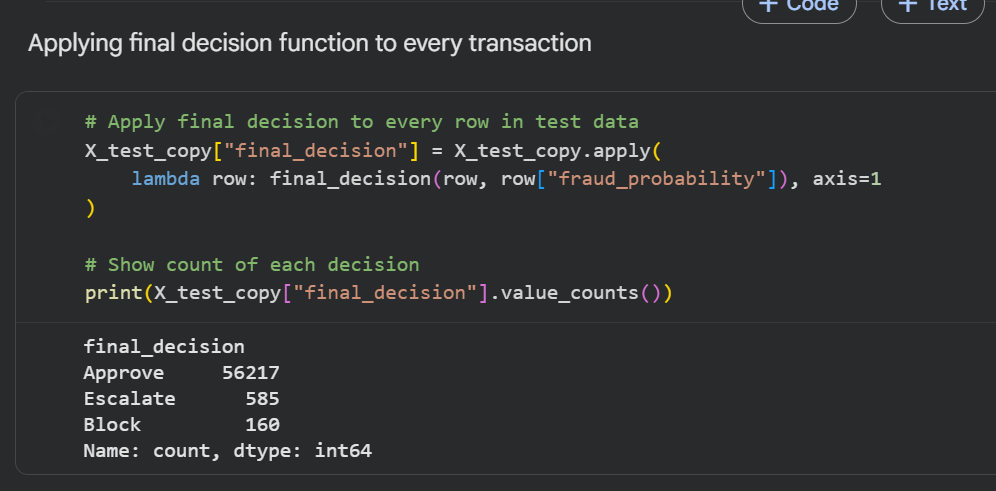 + Code + Text
Applying final decision function to every transaction
# Apply final decision to every row in test data
X_test_copy["final_decision"] = X_test_copy.apply(
    lambda row: final_decision(row, row["fraud_probability"]), axis=1
)
# Show count of each decision
print(X_test_copy["final_decision"].value_counts())
final_decision
Approve     56217
Escalate      585
Block         160
Name: count, dtype: int64